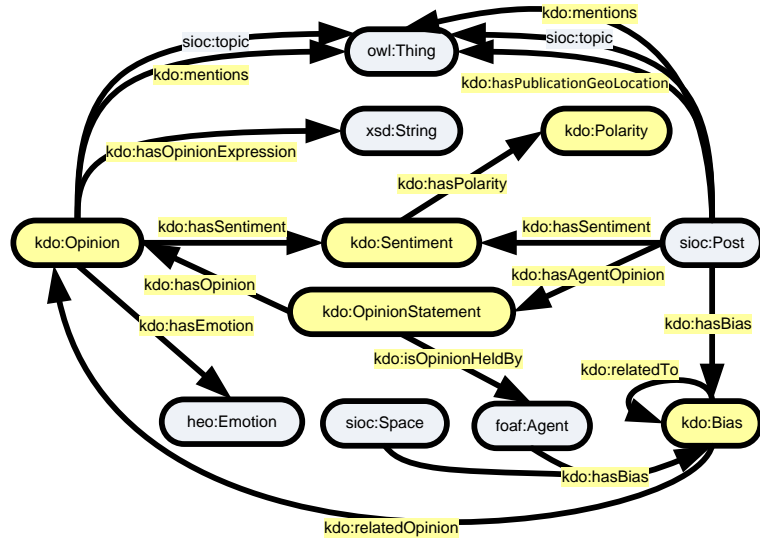 kdo:mentions
sioc:topic
sioc:topic
owl:Thing
kdo:mentions
kdo:hasPublicationGeoLocation
xsd:String
kdo:Polarity
kdo:hasOpinionExpression
kdo:hasPolarity
kdo:hasSentiment
kdo:hasSentiment
kdo:Opinion
kdo:Sentiment
sioc:Post
kdo:hasOpinion
kdo:hasAgentOpinion
kdo:OpinionStatement
kdo:hasEmotion
kdo:hasBias
kdo:isOpinionHeldBy
kdo:relatedTo
heo:Emotion
sioc:Space
foaf:Agent
kdo:Bias
kdo:hasBias
kdo:relatedOpinion